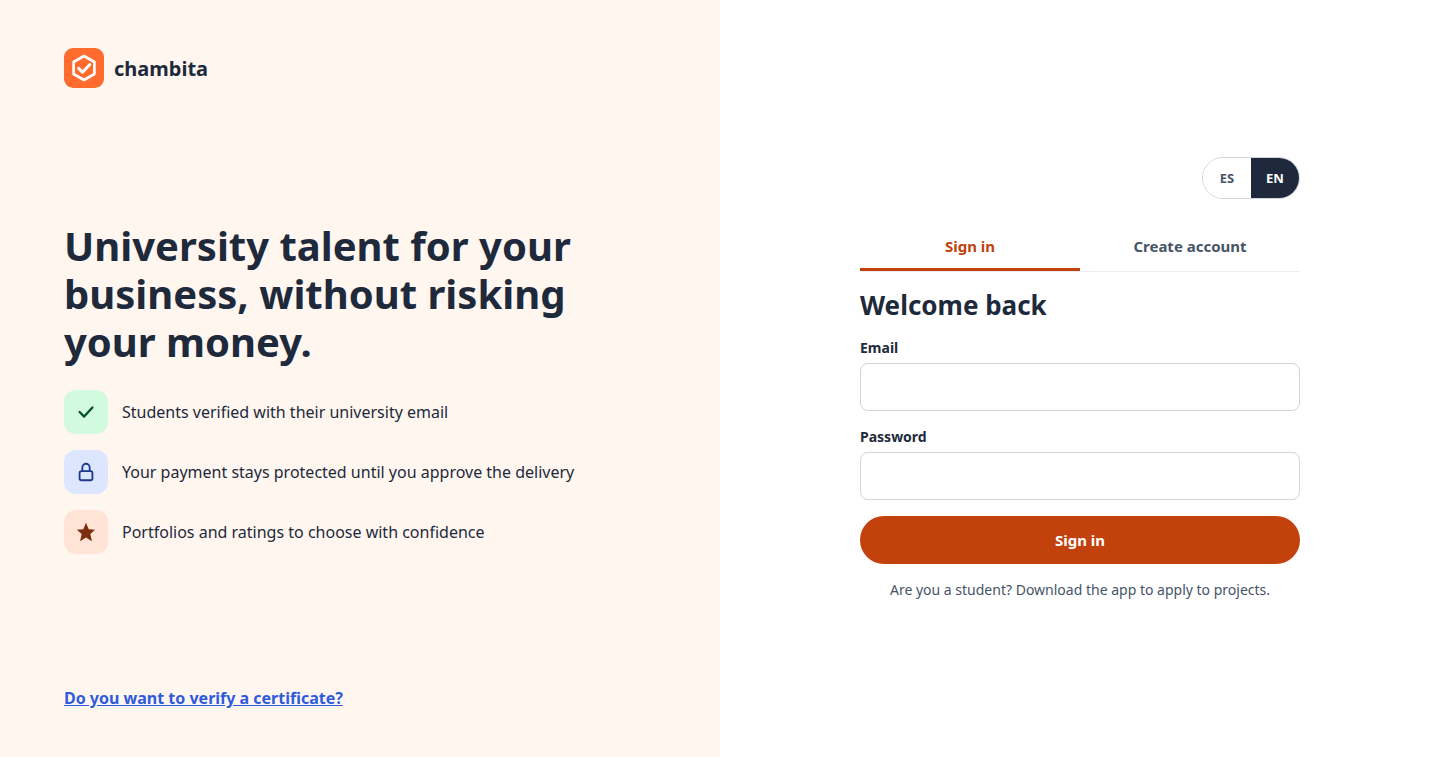 chambita
University talent for your
business, without risking
your money.
Students verified with their university email
Your payment stays protected until you approve the delivery
Portfolios and ratings to choose with confidence
Do you want to verify a certificate?
ES EN
Sign in Create account
Welcome back
Email
Password
Sign in
Are you a student? Download the app to apply to projects.